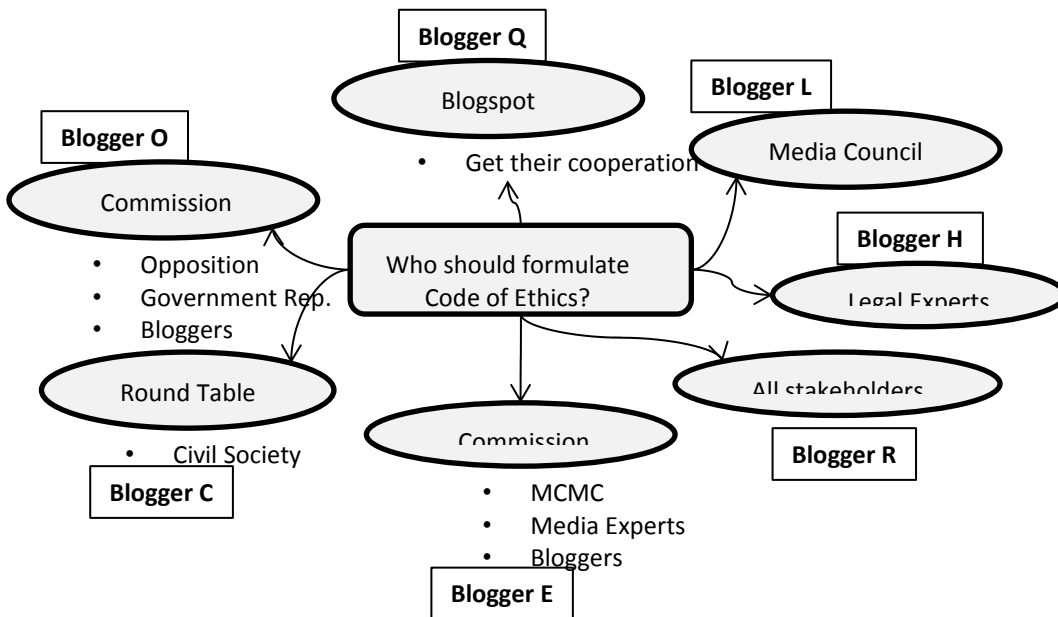 Blogger Q
Blogspot
• Get their cooperation
Blogger L
Media Council
Blogger O
Commission
• Opposition
• Government Rep.
• Bloggers
Who should formulate
Code of Ethics?
Blogger H
Legal Experts
Round Table
• Civil Society
Blogger C
All stakeholders
Blogger R
Commission
• MCMC
• Media Experts
• Bloggers
Blogger E